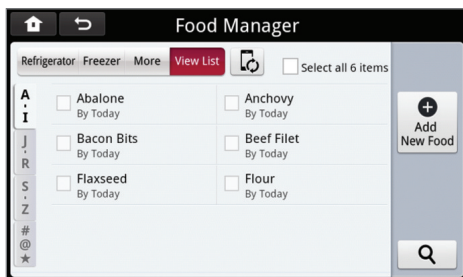 Food Manager
Refrigerator Freezer More View List
Select all 6 items
A
·
I
J
·
R
S
·
Z
#
@
★
Abalone
By Today
Anchovy
By Today
Bacon Bits
By Today
Beef Filet
By Today
Flaxseed
By Today
Flour
By Today
Add
New Food